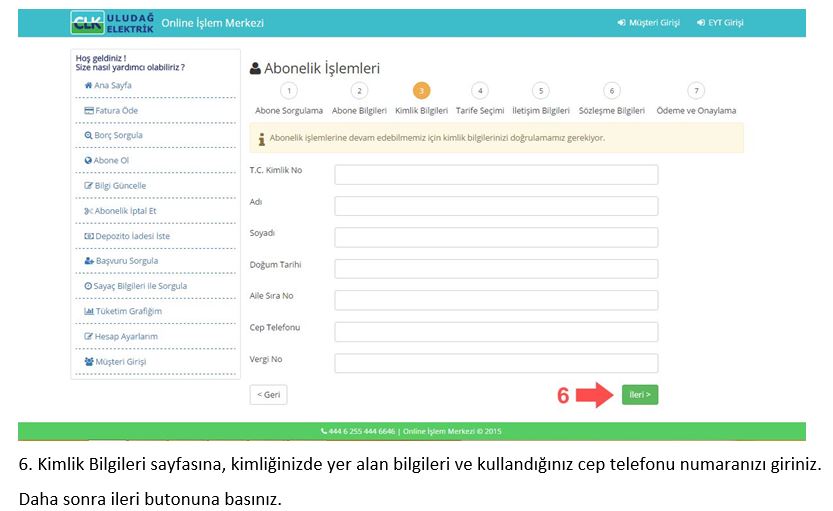 CLK ULUDAĞ ELEKTRİK Online İşlem Merkezi
Müşteri Girişi EYT Girişi
Hoş geldiniz !
Size nasıl yardımcı olabiliriz ?
Ana Sayfa
Fatura Öde
Borç Sorgula
Abone Ol
Bilgi Güncelle
Abonelik İptal Et
Depozito İadesi İste
Başvuru Sorgula
Sayaç Bilgileri ile Sorgula
Tüketim Grafiğim
Hesap Ayarlarım
Müşteri Girişi
Abonelik İşlemleri
1 2 3 4 5 6 7
Abone Sorgulama Abone Bilgileri Kimlik Bilgileri Tarife Seçimi İletişim Bilgileri Sözleşme Bilgileri Ödeme ve Onaylama
Abonelik işlemlerine devam edebilmemiz için kimlik bilgilerinizi doğrulamamız gerekiyor.
T.C. Kimlik No
Adı
Soyadı
Doğum Tarihi
Aile Sıra No
Cep Telefonu
Vergi No
< Geri 6 İleri >
444 6 255 444 6646 | Online İşlem Merkezi © 2015
6. Kimlik Bilgileri sayfasına, kimliğinizde yer alan bilgileri ve kullandığınız cep telefonu numaranızı giriniz.
Daha sonra ileri butonuna basınız.